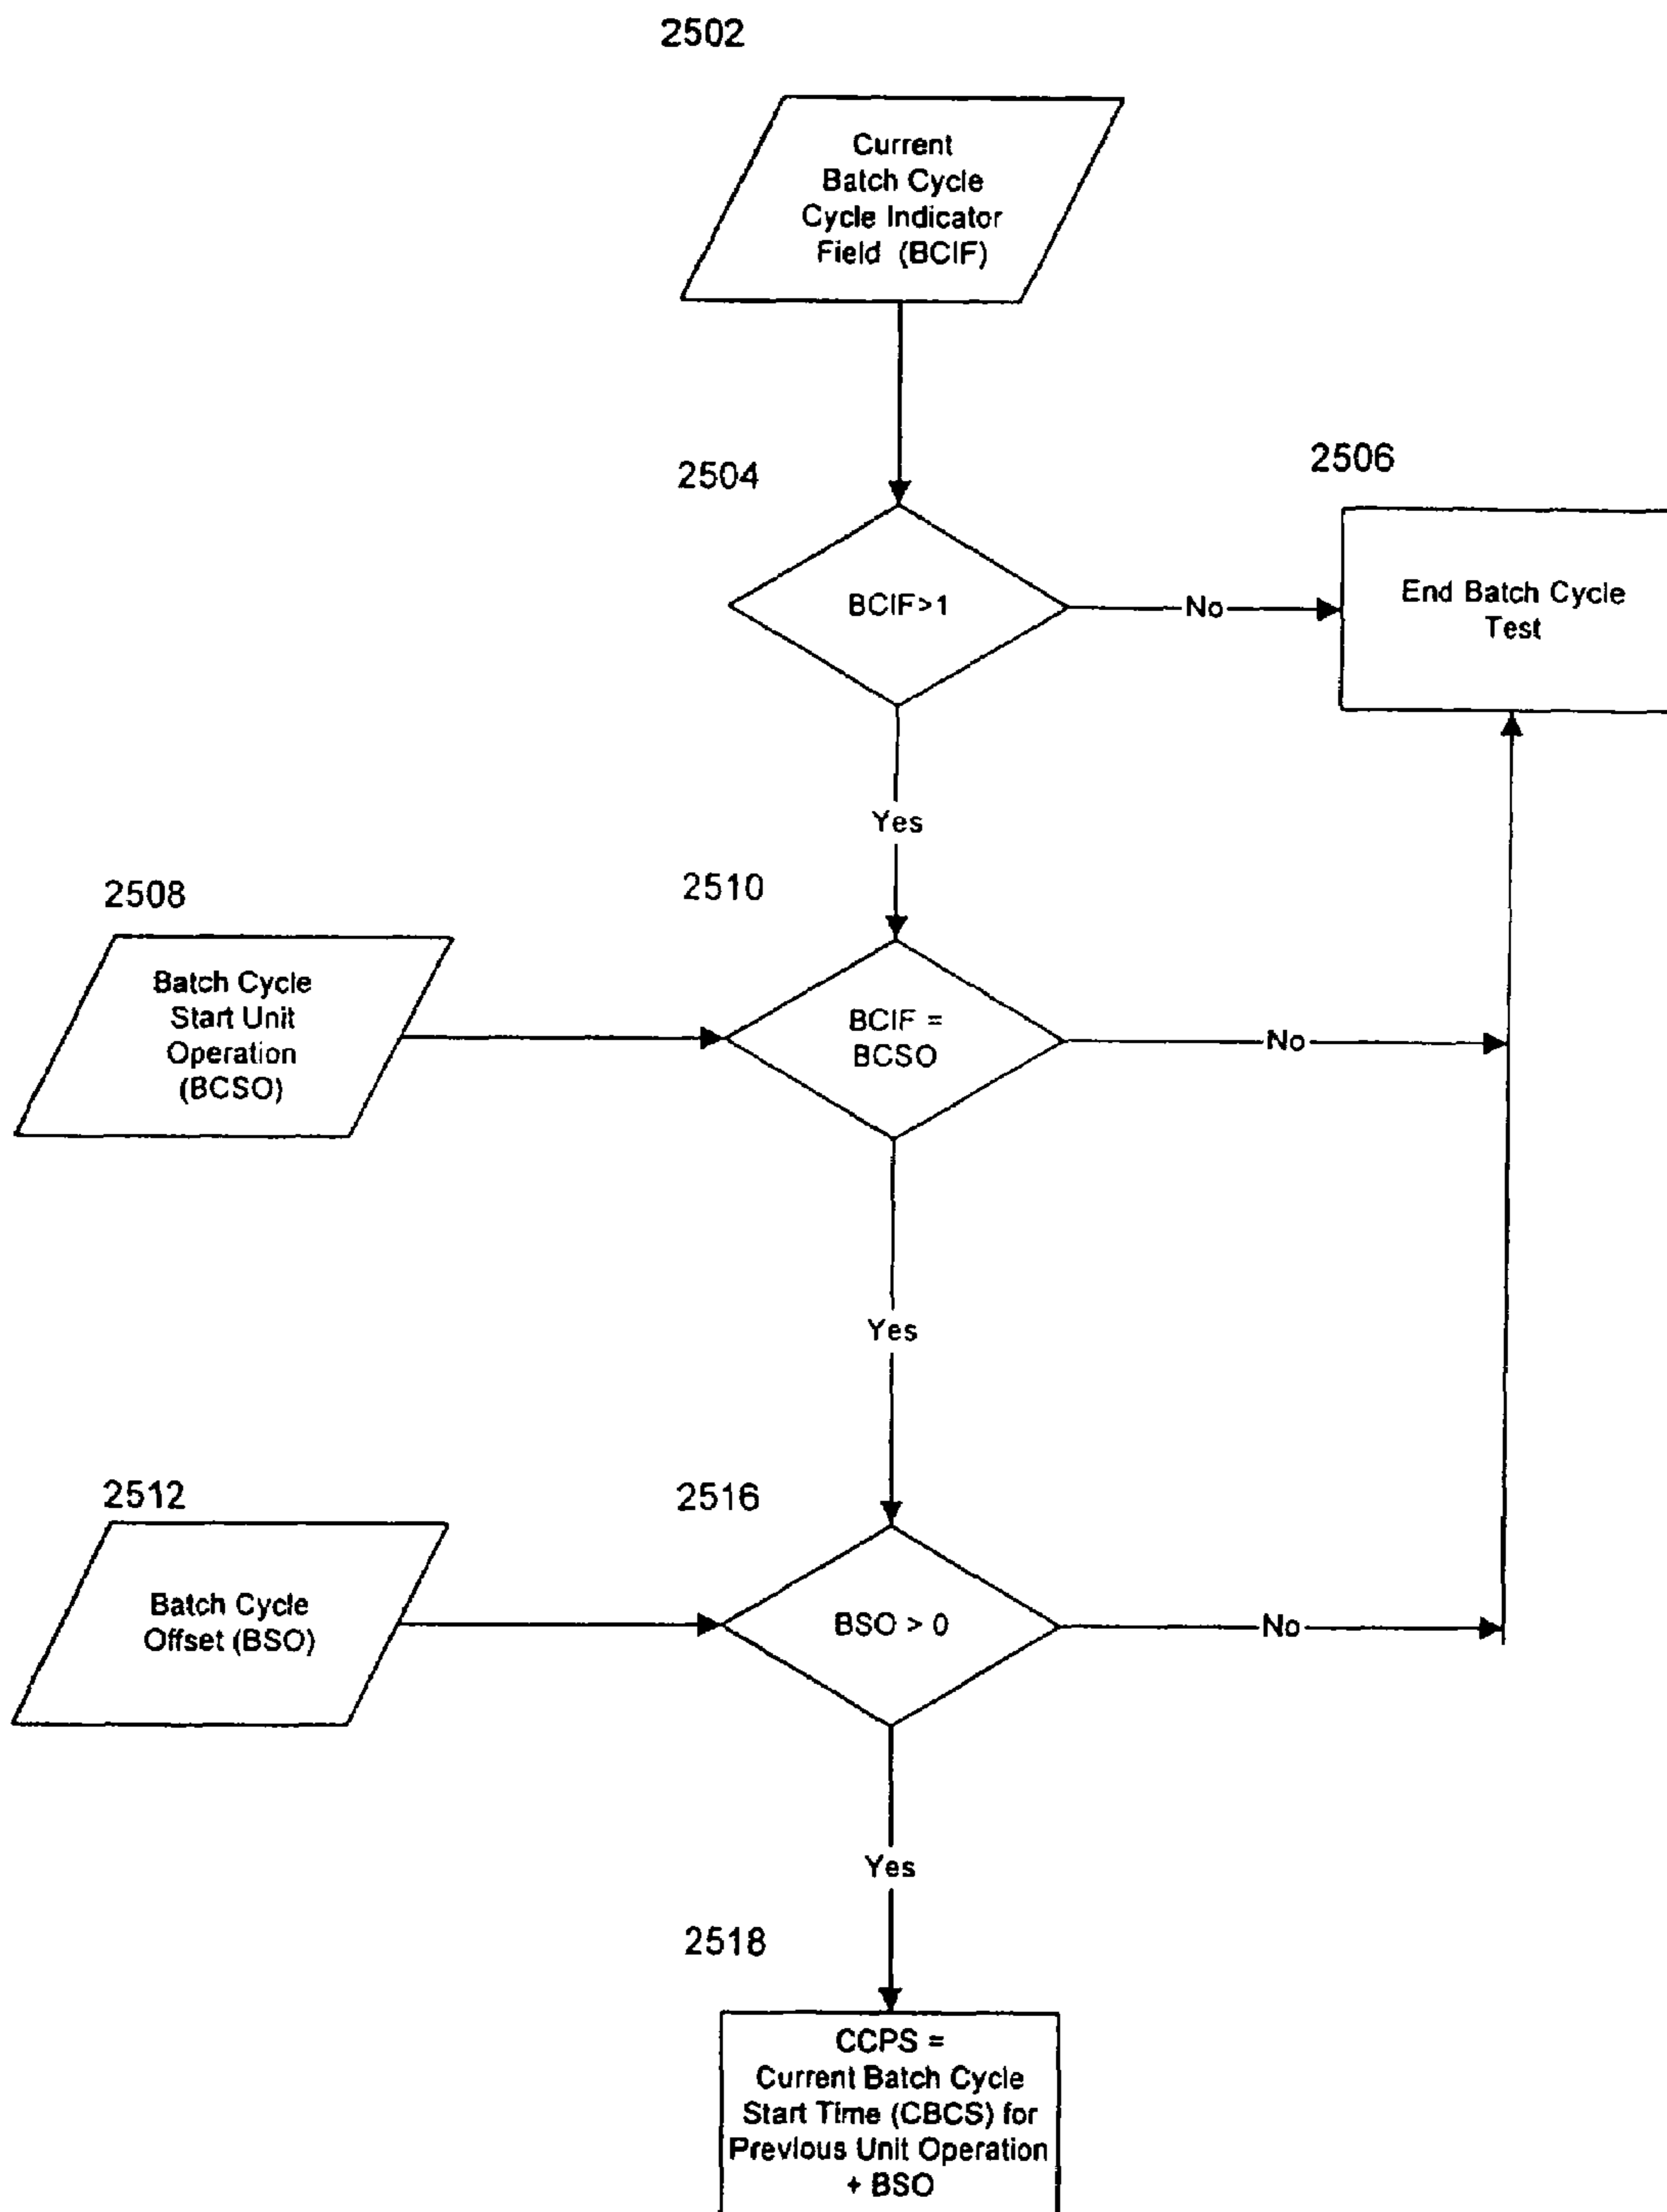 2502
Current
Batch Cycle
Cycle Indicator
Field (BCIF)
2504
2506
BCIF>1
No
End Batch Cycle
Test
Yes
2508
2510
Batch Cycle
Start Unit
Operation
(BCSO)
BCIF =
BCSO
No
Yes
2512
2516
Batch Cycle
Offset (BSO)
BSO > 0
No
Yes
2518
CCPS =
Current Batch Cycle
Start Time (CBCS) for
Previous Unit Operation
+ BSO